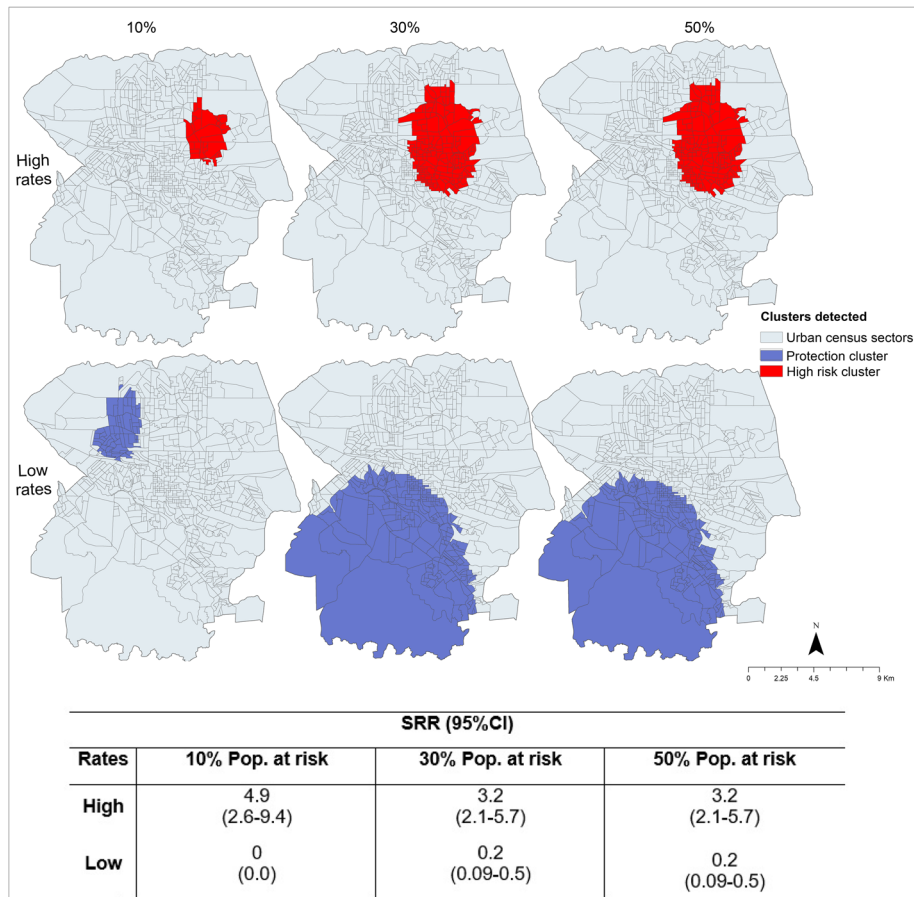 10%
30%
50%
High
rates
Clusters detected
Urban census sectors
Protection cluster
High risk cluster
Low
rates
N
0 2.25 4.5 9 Km
SRR (95%CI)
Rates 10% Pop. at risk 30% Pop. at risk 50% Pop. at risk
High 4.9 3.2 3.2
(2.6-9.4) (2.1-5.7) (2.1-5.7)
Low 0 0.2 0.2
(0.0) (0.09-0.5) (0.09-0.5)